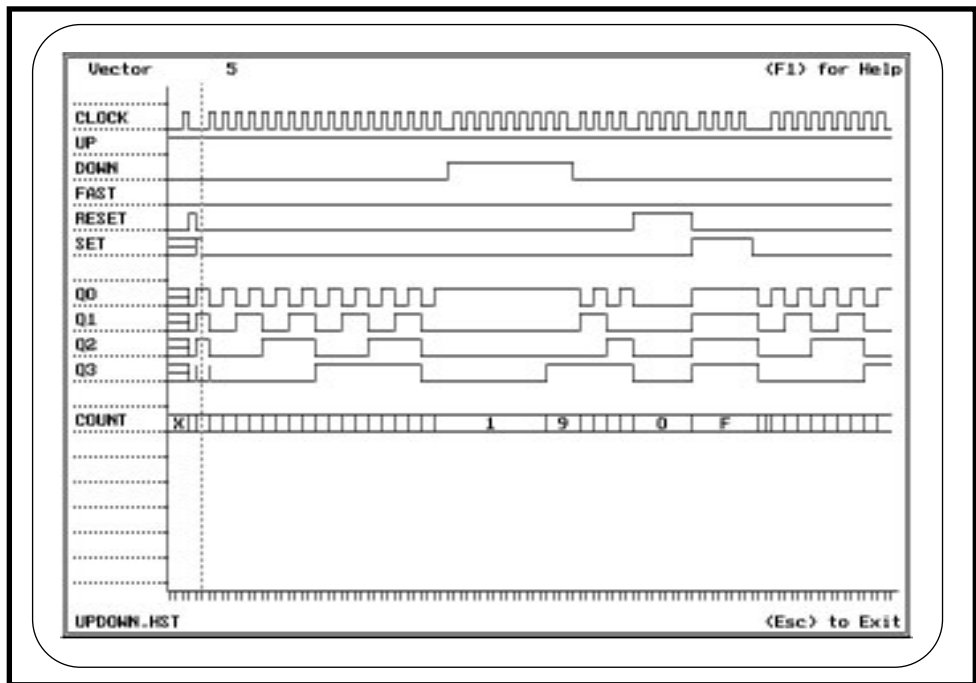 Vector 5 (F1) for Help
CLOCK
UP
DOWN
FAST
RESET
SET
Q0
Q1
Q2
Q3
COUNT X 1 9 0 F
UPDOWN.HST (Esc) to Exit